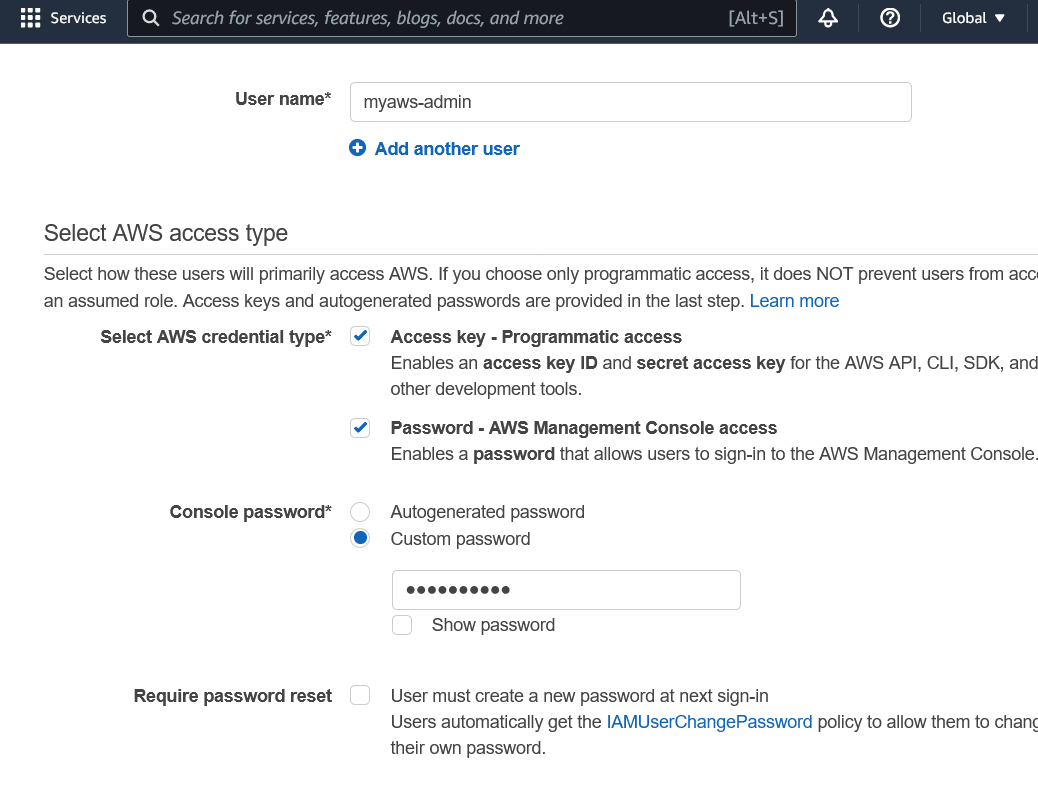 Services Search for services, features, blogs, docs, and more [Alt+S] Global
User name* myaws-admin
Add another user
Select AWS access type
Select how these users will primarily access AWS. If you choose only programmatic access, it does NOT prevent users from acc
an assumed role. Access keys and autogenerated passwords are provided in the last step. Learn more
Select AWS credential type* Access key - Programmatic access
Enables an access key ID and secret access key for the AWS API, CLI, SDK, and
other development tools.
Password - AWS Management Console access
Enables a password that allows users to sign-in to the AWS Management Console.
Console password* Autogenerated password
Custom password
••••••••••
Show password
Require password reset User must create a new password at next sign-in
Users automatically get the IAMUserChangePassword policy to allow them to chang
their own password.